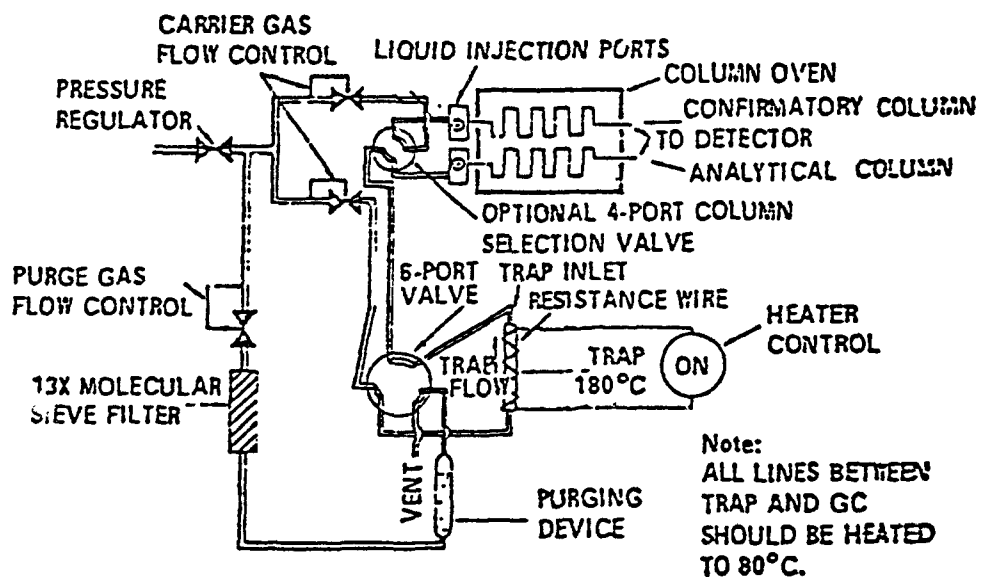 CARRIER GAS
FLOW CONTROL
LIQUID INJECTION PORTS
COLUMN OVEN
PRESSURE
REGULATOR
CONFIRMATORY COLUMN
TO DETECTOR
ANALYTICAL COLUMN
OPTIONAL 4-PORT COLUMN
SELECTION VALVE
PURGE GAS
FLOW CONTROL
6-PORT
VALVE
TRAP INLET
RESISTANCE WIRE
HEATER
CONTROL
TRAP
FLOW
TRAP
180°C
ON
13X MOLECULAR
SIEVE FILTER
VENT
PURGING
DEVICE
Note:
ALL LINES BETWEEN
TRAP AND GC
SHOULD BE HEATED
TO 80°C.